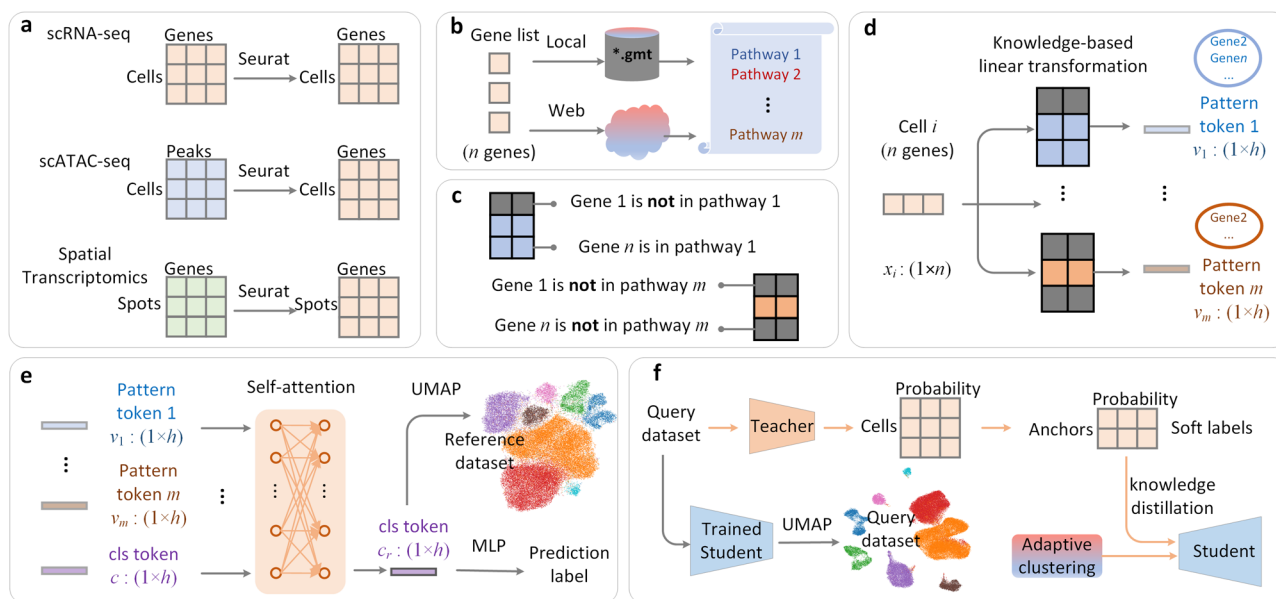 a
scRNA-seq
Genes
Cells
Seurat
Genes
Cells
scATAC-seq
Peaks
Cells
Seurat
Genes
Cells
Spatial
Transcriptomics
Genes
Spots
Seurat
Genes
Spots
b
Gene list
(n genes)
Local
*.gmt
Web
Pathway 1
Pathway 2
⋮
Pathway m
c
Gene 1 is not in pathway 1
Gene n is in pathway 1
Gene 1 is not in pathway m
Gene n is not in pathway m
d
Knowledge-based
linear transformation
Cell i
(n genes)
xᵢ : (1×n)
⋮
⋮
Gene2
Genen
...
Pattern
token 1
v₁ : (1×h)
Gene2
...
Pattern
token m
vₘ : (1×h)
e
Pattern
token 1
v₁ : (1×h)
⋮
Pattern
token m
vₘ : (1×h)
⋮
cls token
c : (1×h)
Self-attention
⋮ ⋮
UMAP
Reference
dataset
cls token
cᵣ : (1×h)
MLP
Prediction
label
f
Query
dataset
Teacher
Cells
Probability
Anchors
Probability
Soft labels
knowledge
distillation
Trained
Student
UMAP
Query
dataset
Adaptive
clustering
Student